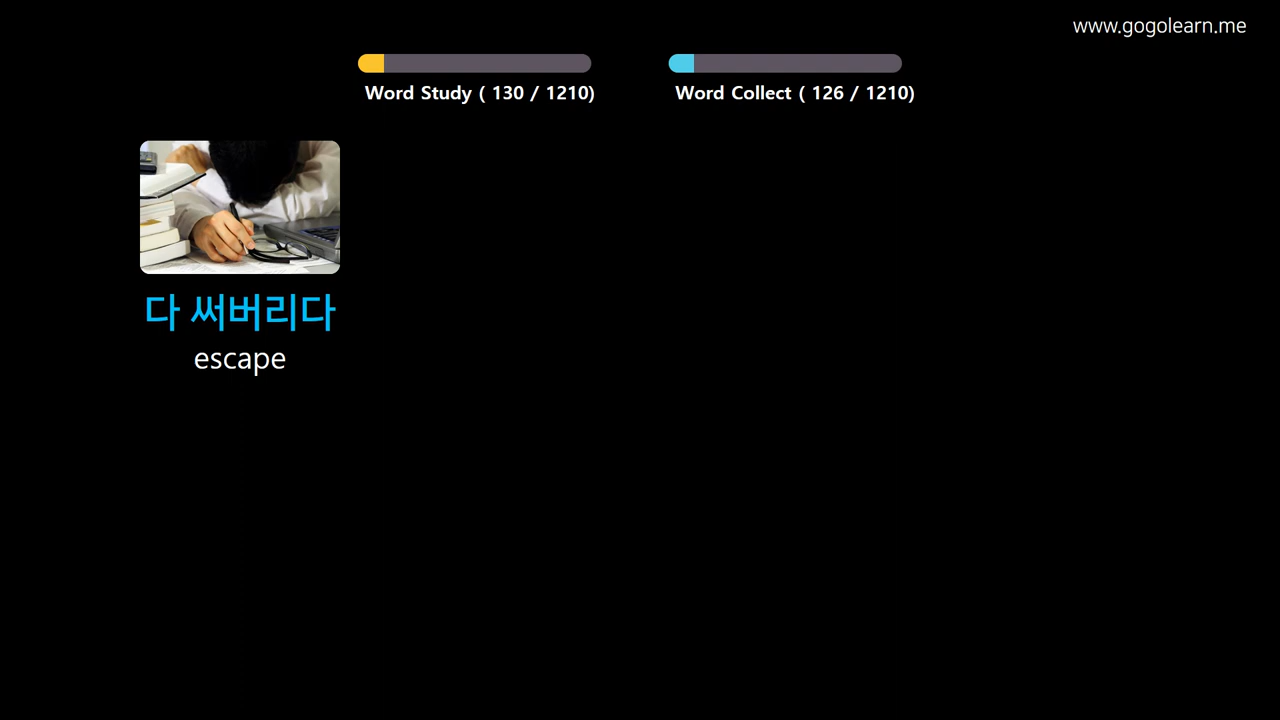 www.gogolearn.me
Word Study ( 130 / 1210)
Word Collect ( 126 / 1210)
다 써버리다
escape